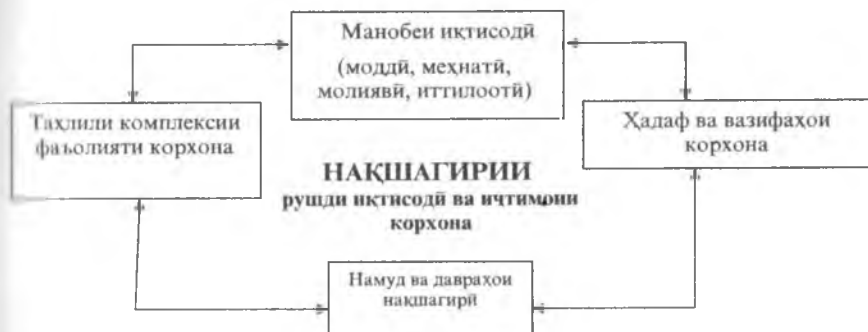 Манобеи иқтисодӣ
(моддӣ, меҳнатӣ,
молиявӣ, иттилоотӣ)
Таҳлили комплексии
фаъолияти корхона
Ҳадаф ва вазифаҳои
корхона
НАҚШАГИРИИ
рушди иқтисодӣ ва иҷтимоии
корхона
Намуд ва давраҳои
нақшагирӣ